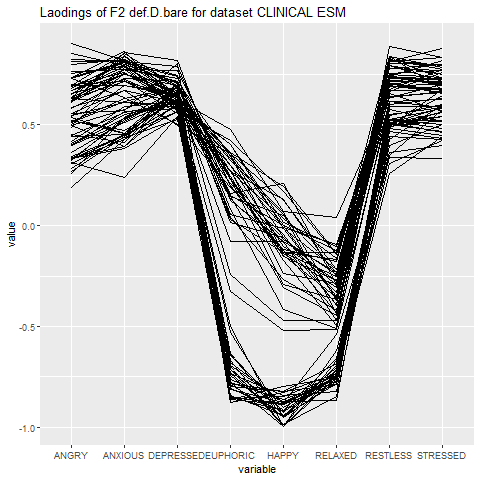 Laodings of F2 def.D.bare for dataset CLINICAL ESM
value
0.5
0.0
-0.5
-1.0
ANGRY ANXIOUS DEPRESSED EUPHORIC HAPPY RELAXED RESTLESS STRESSED
variable